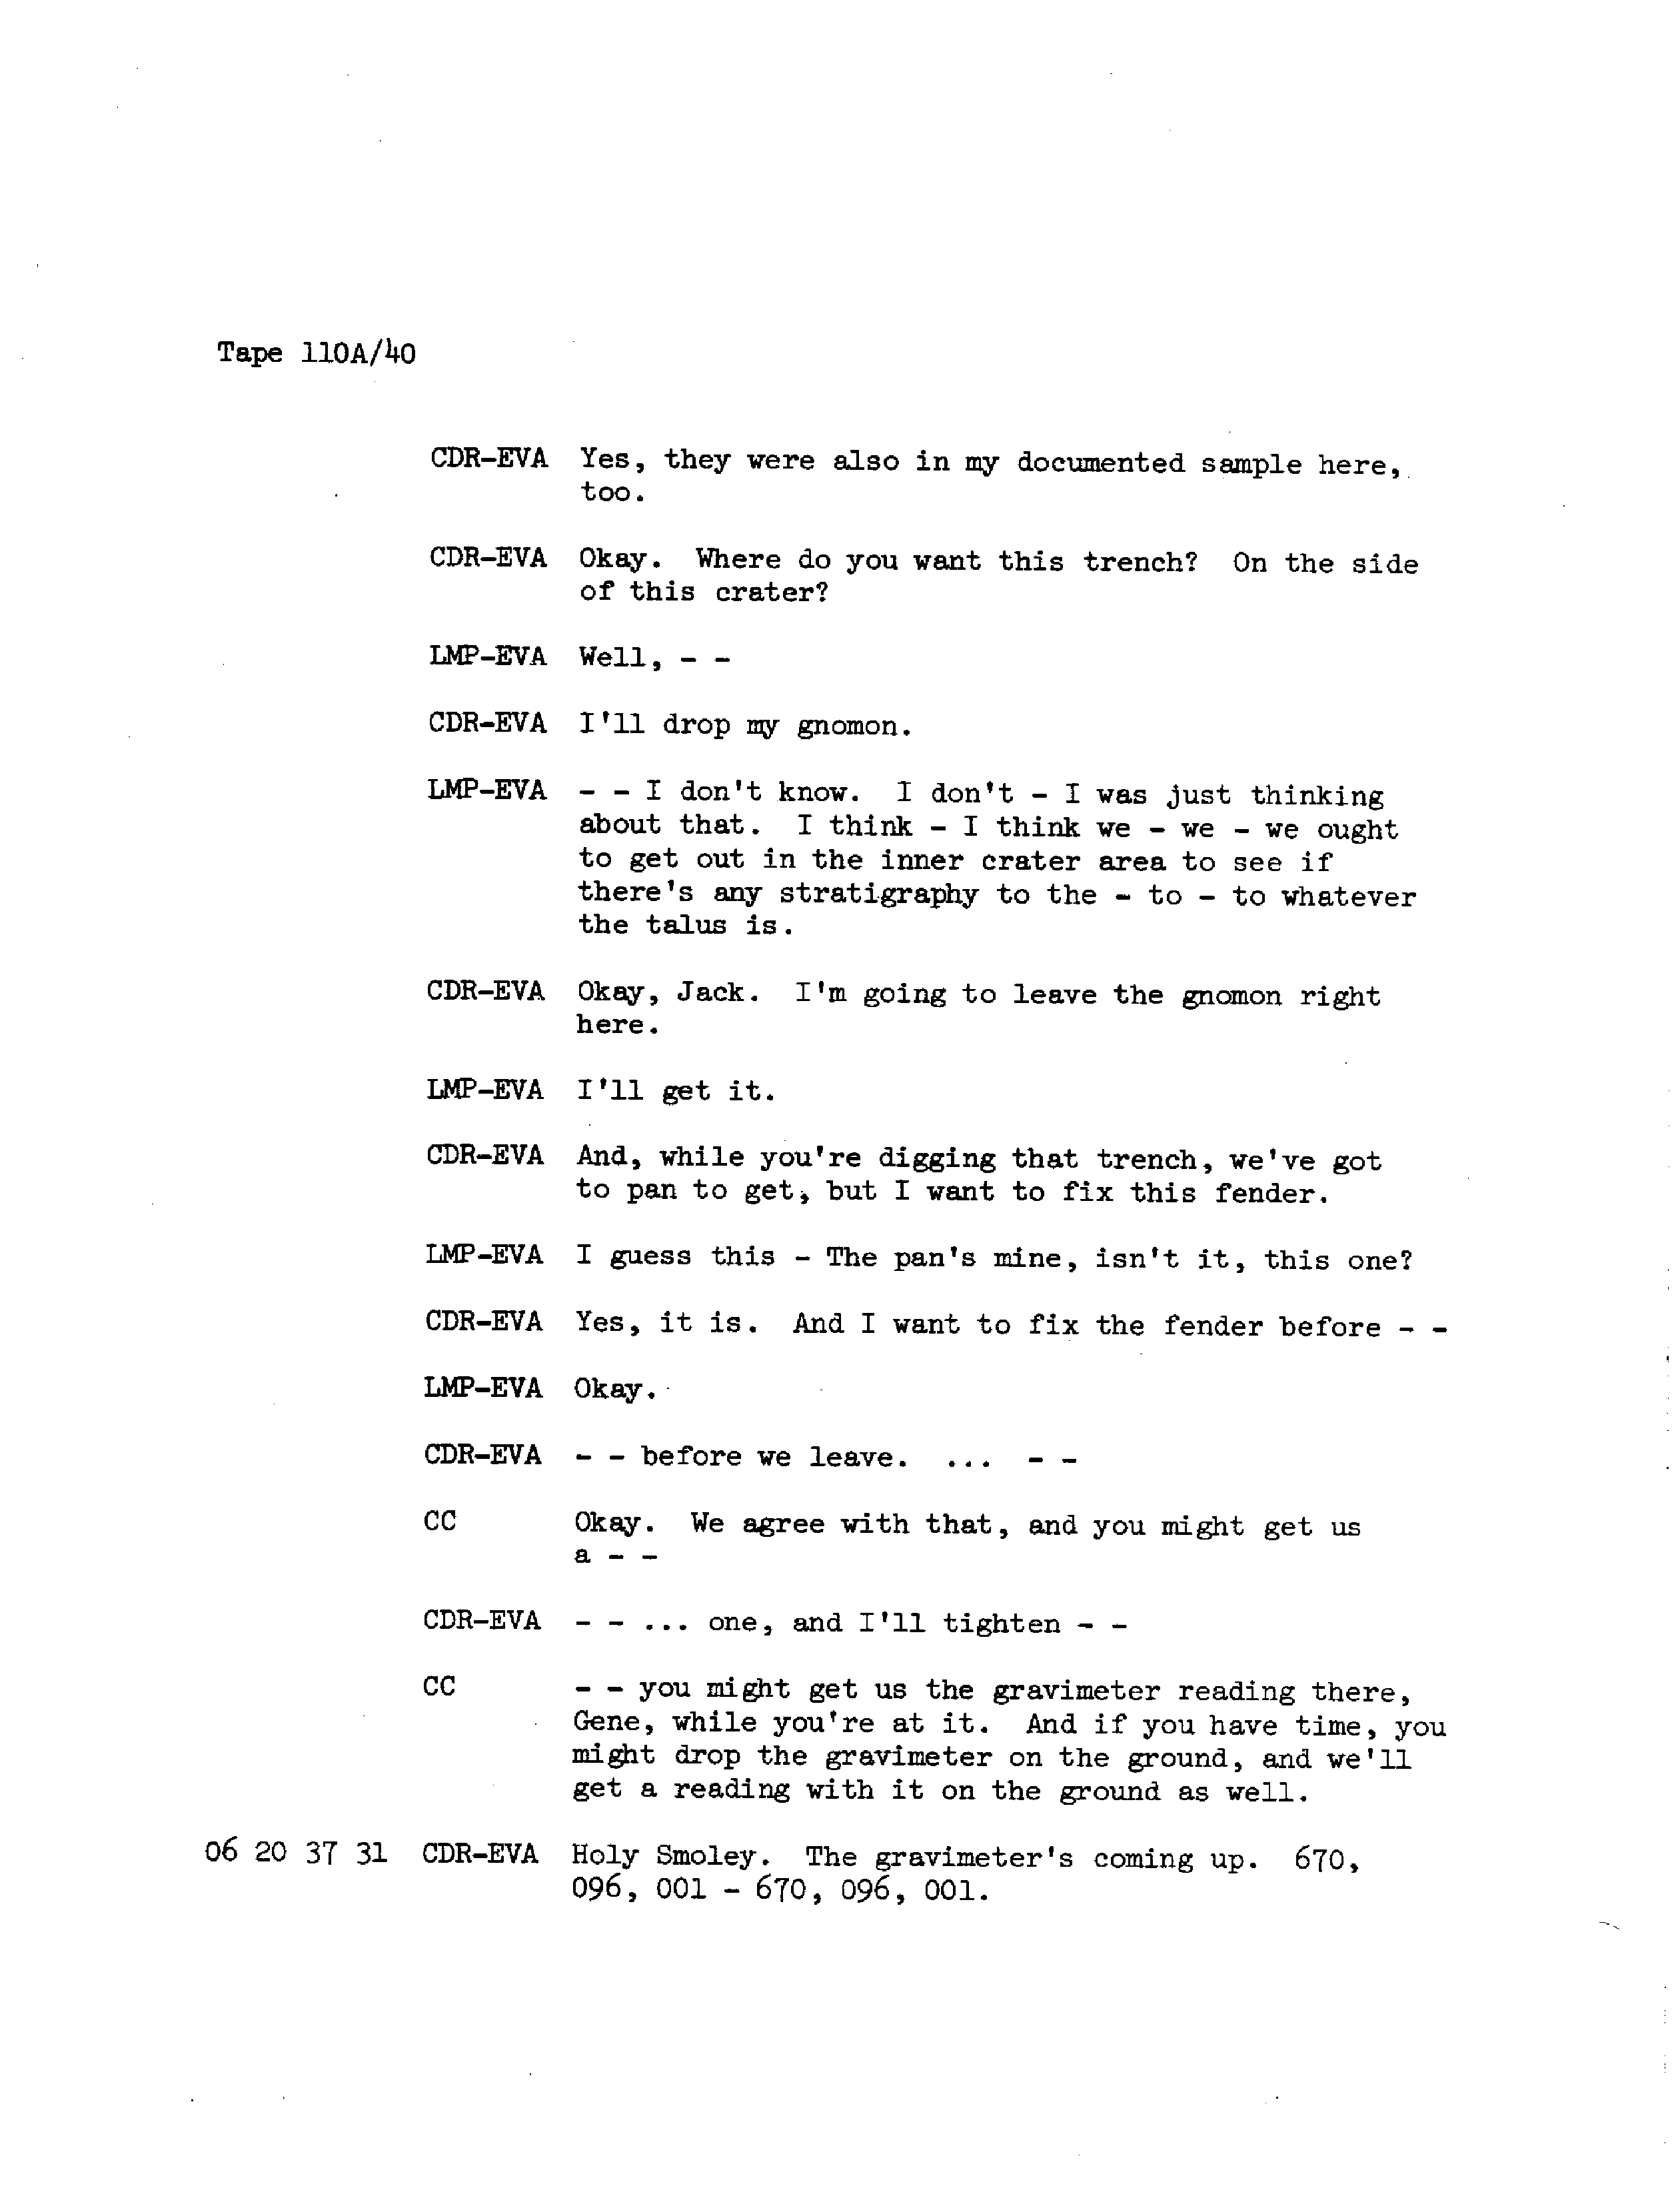 Tape 110A/40
CDR-EVA Yes, they were also in my documented sample here,
too.
CDR-EVA Okay. Where do you want this trench? On the side
of this crater?
LMP-EVA Well, - -
CDR-EVA I'll drop my gnomon.
LMP-EVA - - I don't know. I don't - I was just thinking
about that. I think - I think we - we - we ought
to get out in the inner crater area to see if
there's any stratigraphy to the - to - to whatever
the talus is.
CDR-EVA Okay, Jack. I'm going to leave the gnomon right
here.
LMP-EVA I'll get it.
CDR-EVA And, while you're digging that trench, we've got
to pan to get, but I want to fix this fender.
LMP-EVA I guess this - The pan's mine, isn't it, this one?
CDR-EVA Yes, it is. And I want to fix the fender before - -
LMP-EVA Okay.
CDR-EVA - - before we leave. ... - -
CC Okay. We agree with that, and you might get us
a - -
CDR-EVA - - ... one, and I'll tighten - -
CC - - you might get us the gravimeter reading there,
Gene, while you're at it. And if you have time, you
might drop the gravimeter on the ground, and we'll
get a reading with it on the ground as well.
06 20 37 31 CDR-EVA Holy Smoley. The gravimeter's coming up. 670,
096, 001 - 670, 096, 001.